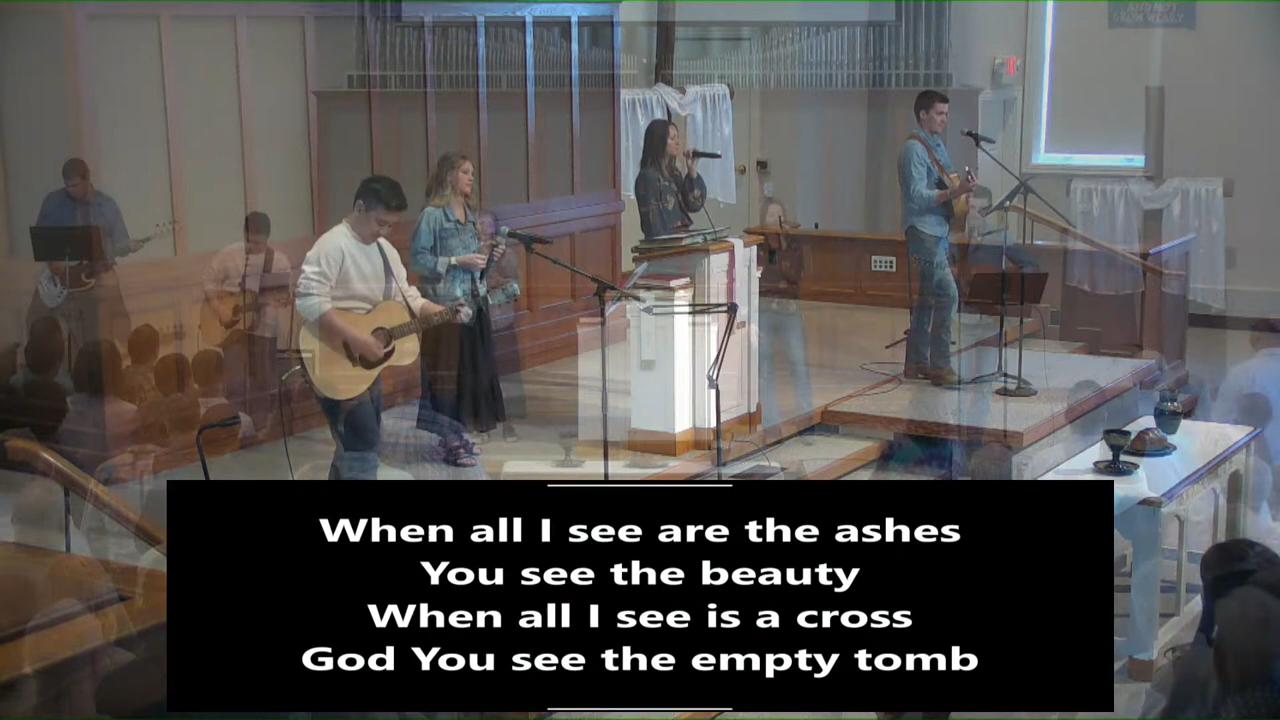 When all I see are the ashes
You see the beauty
When all I see is a cross
God You see the empty tomb